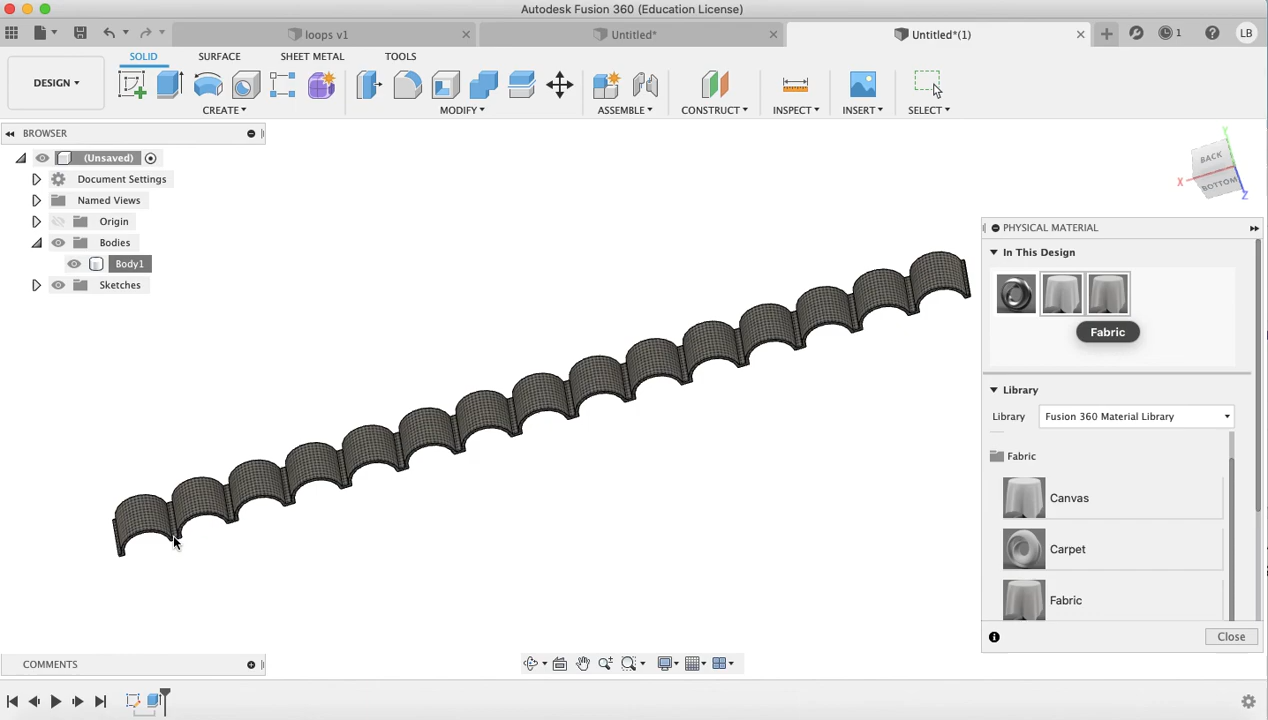 Autodesk Fusion 360 (Education License)
loops v1
Untitled*
Untitled*(1)
1
LB
DESIGN
SOLID
SURFACE
SHEET METAL
TOOLS
CREATE
MODIFY
ASSEMBLE
CONSTRUCT
INSPECT
INSERT
SELECT
BROWSER
(Unsaved)
Document Settings
Named Views
Origin
Bodies
Body1
Sketches
Y
BACK
X
BOTTOM
Z
PHYSICAL MATERIAL
In This Design
Fabric
Library
Library
Fusion 360 Material Library
Fabric
Canvas
Carpet
Fabric
Close
COMMENTS